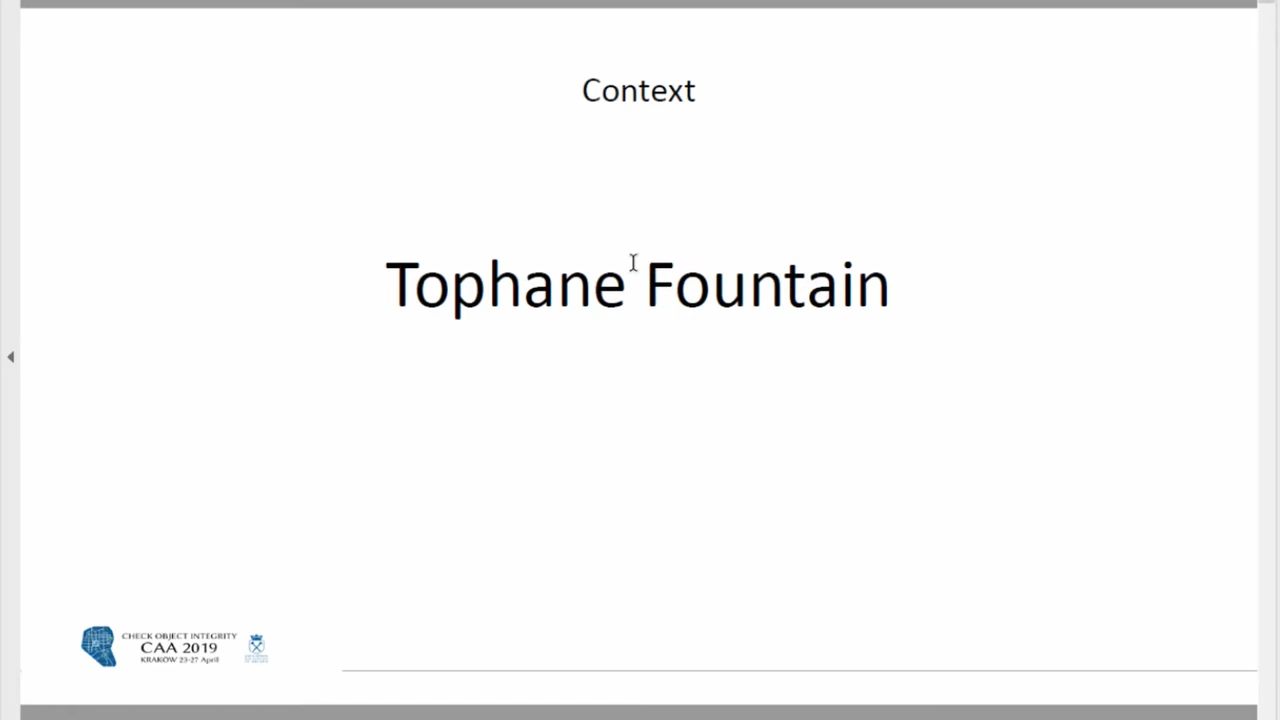 Context
Tophane Fountain
CHECK OBJECT INTEGRITY
CAA 2019
KRAKÓW 23-27 April